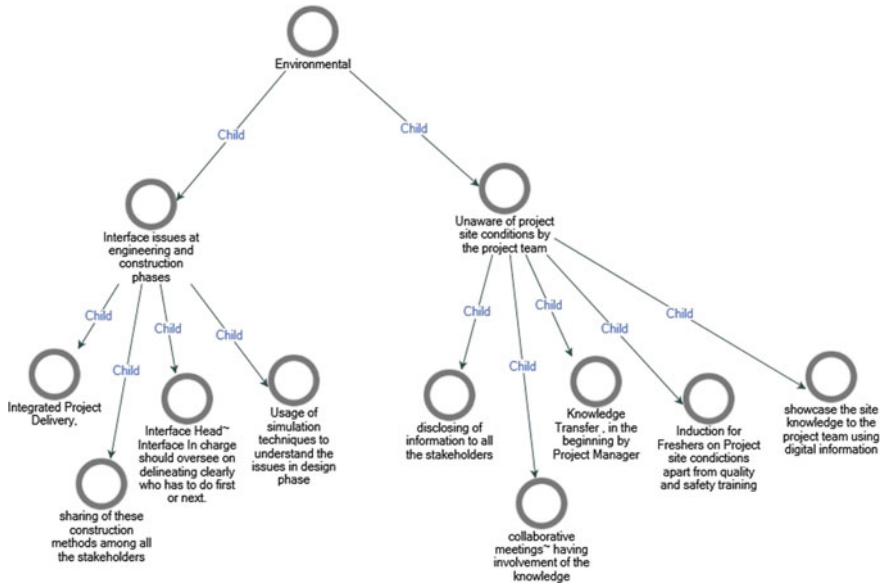 Environmental
Child
Child
Interface issues at
engineering and
construction
phases
Unaware of project
site conditions by
the project team
Child
Child
Child
Child
Child
Child
Child
Child
Child
Integrated Project
Delivery,
sharing of these
construction
methods among all
the stakeholders
Interface Head~
Interface In charge
should oversee on
delineating clearly
who has to do first
or next.
Usage of
simulation
techniques to
understand the
issues in design
phase
disclosing of
information to all
the stakeholders
collaborative
meetings~ having
involvement of the
knowledge
Knowledge
Transfer , in the
beginning by
Project Manager
Induction for
Freshers on Project
site condictions
apart from quality
and safety training
showcase the site
knowledge to the
project team using
digital information